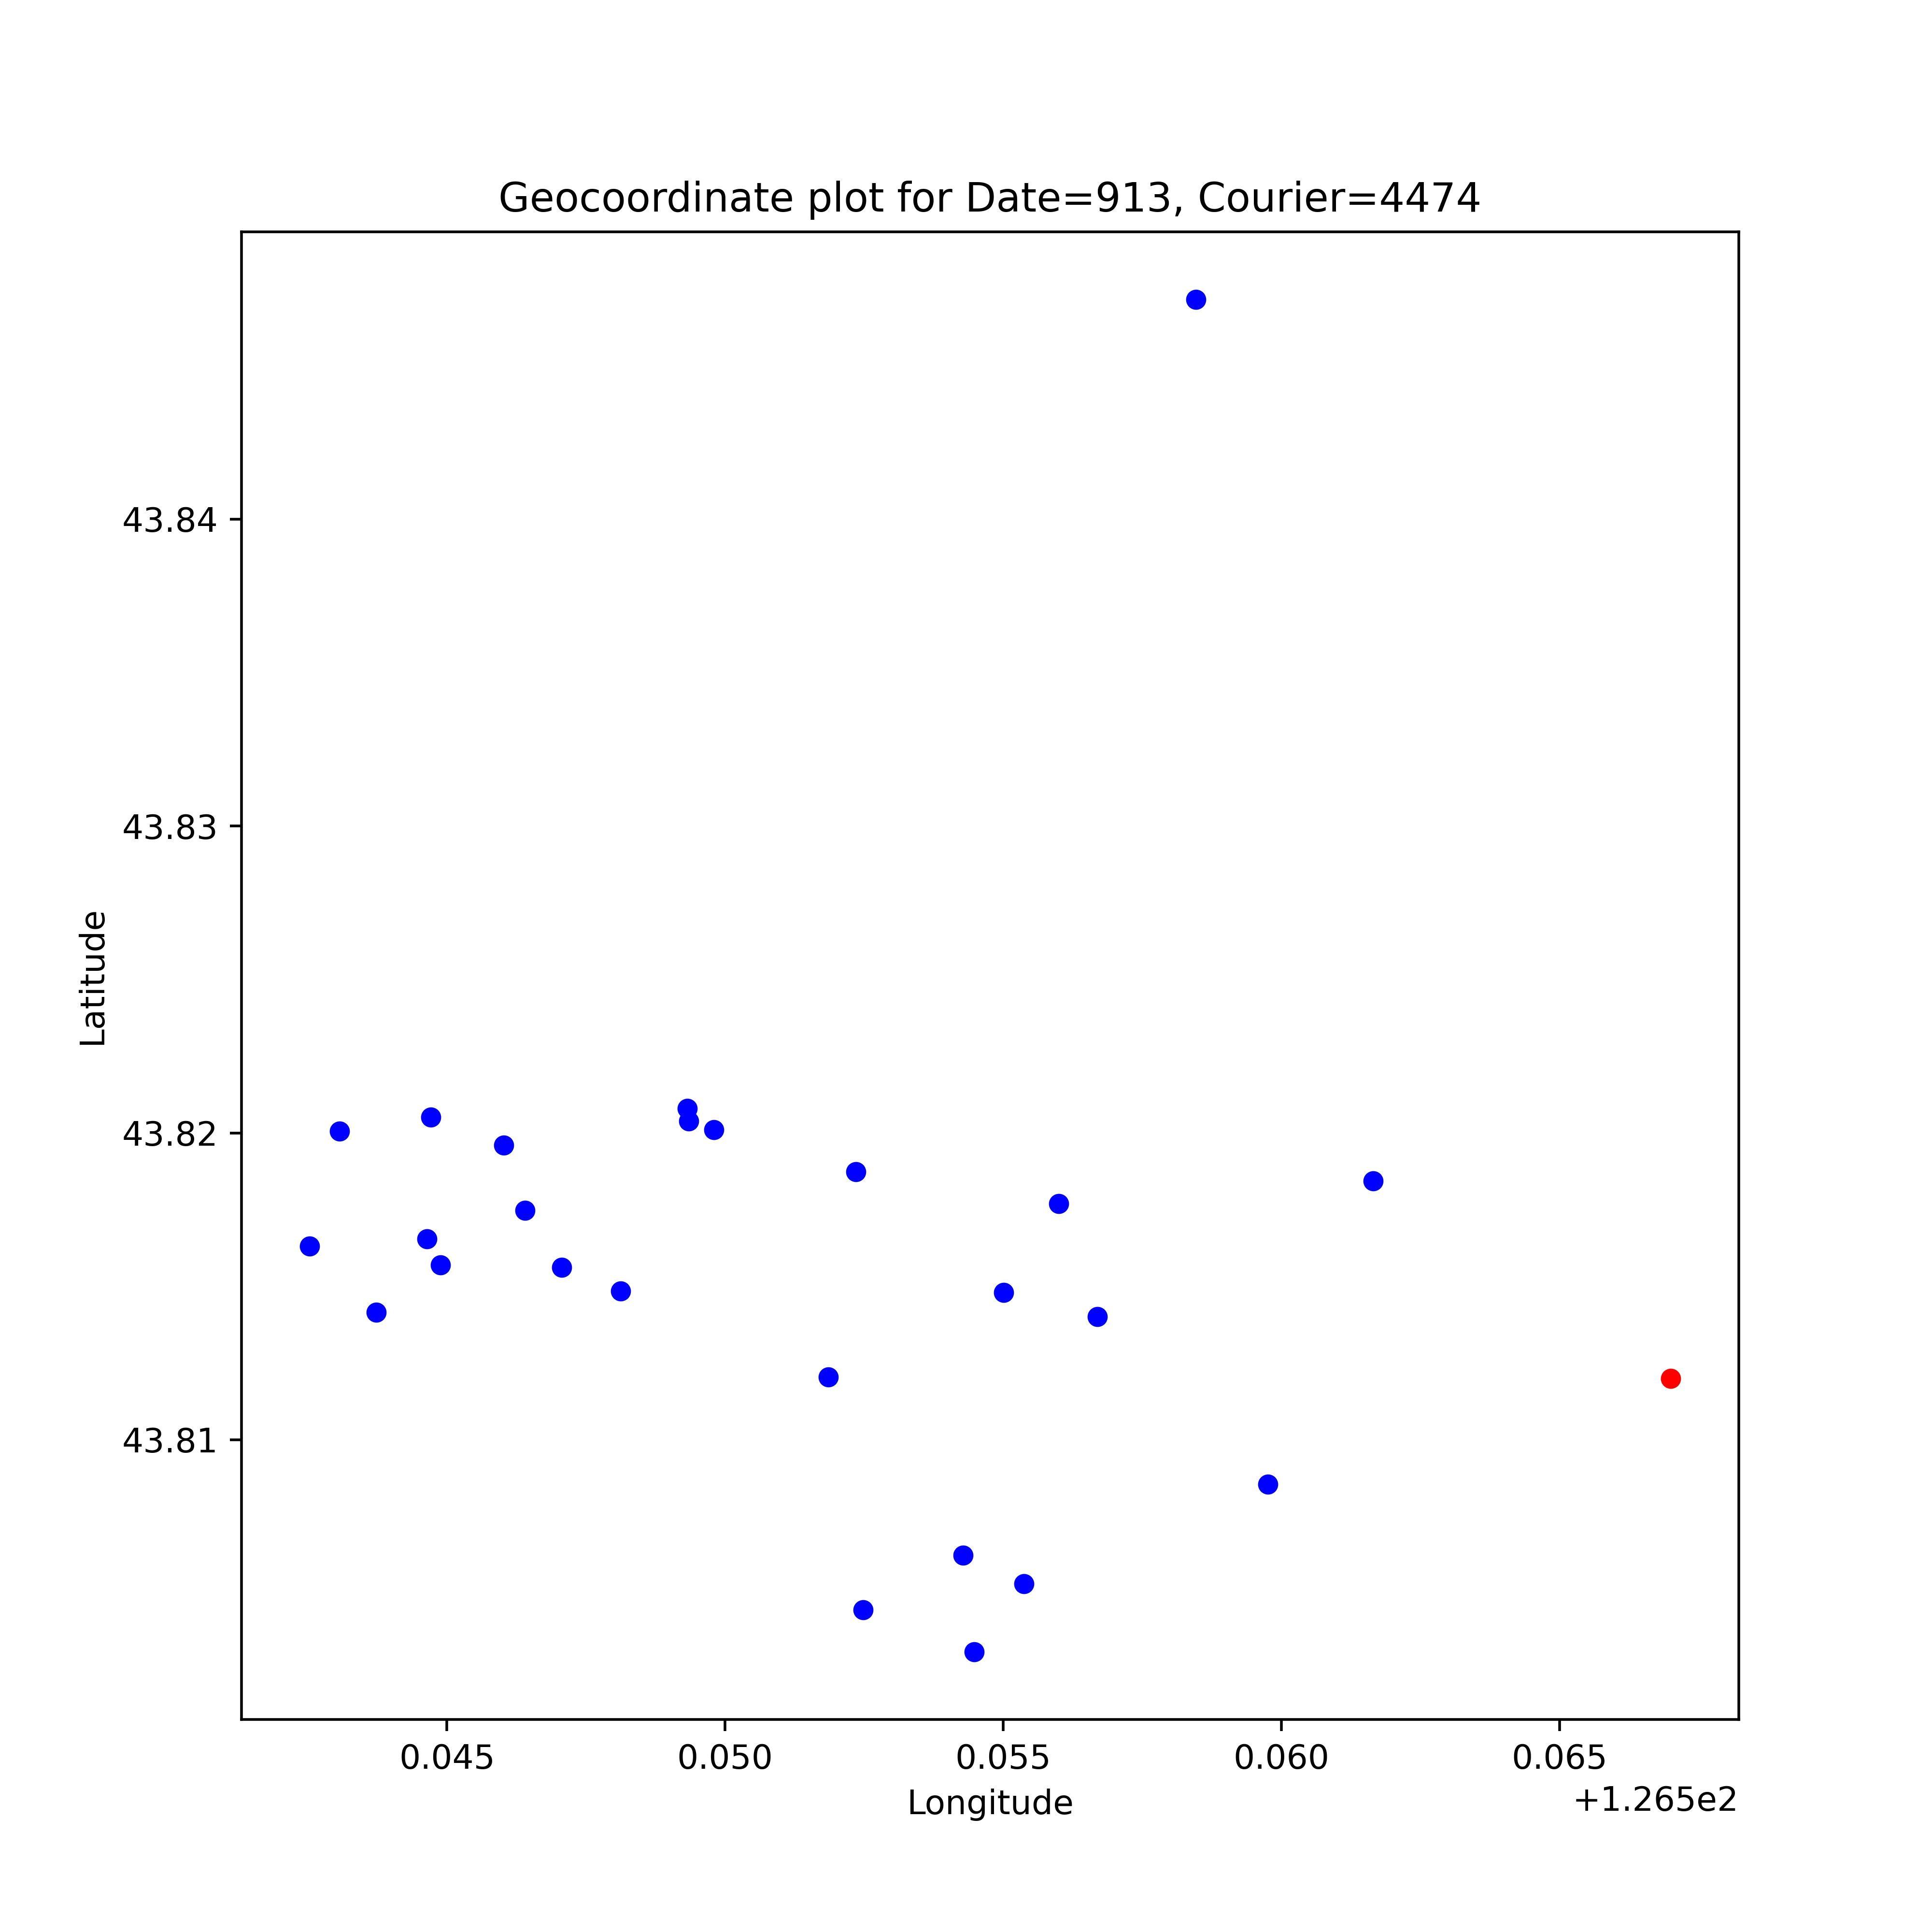 Geocoordinate plot for Date=913, Courier=4474
43.84
43.83
43.82
43.81
Latitude
0.045
0.050
0.055
0.060
0.065
+1.265e2
Longitude